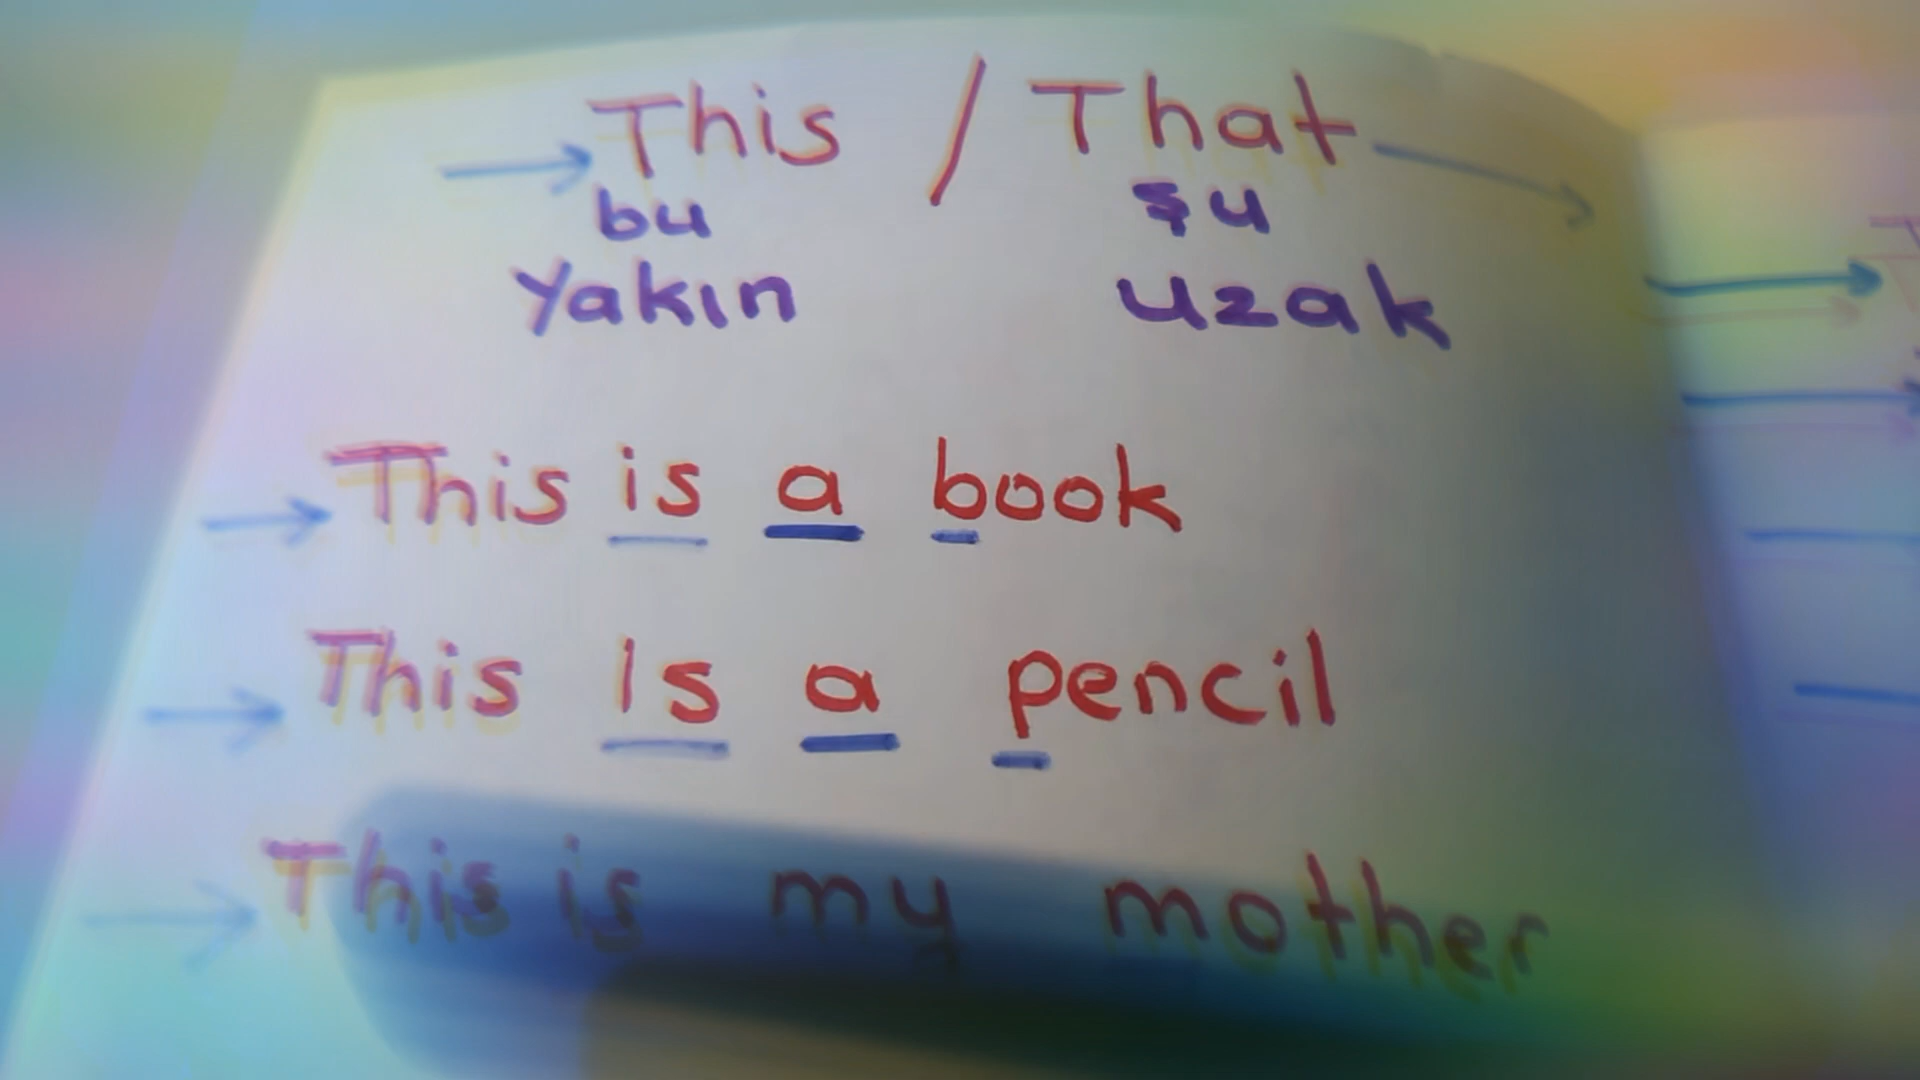 This / That
bu şu
Yakın uzak
This is a book
This is a pencil
This is my mother